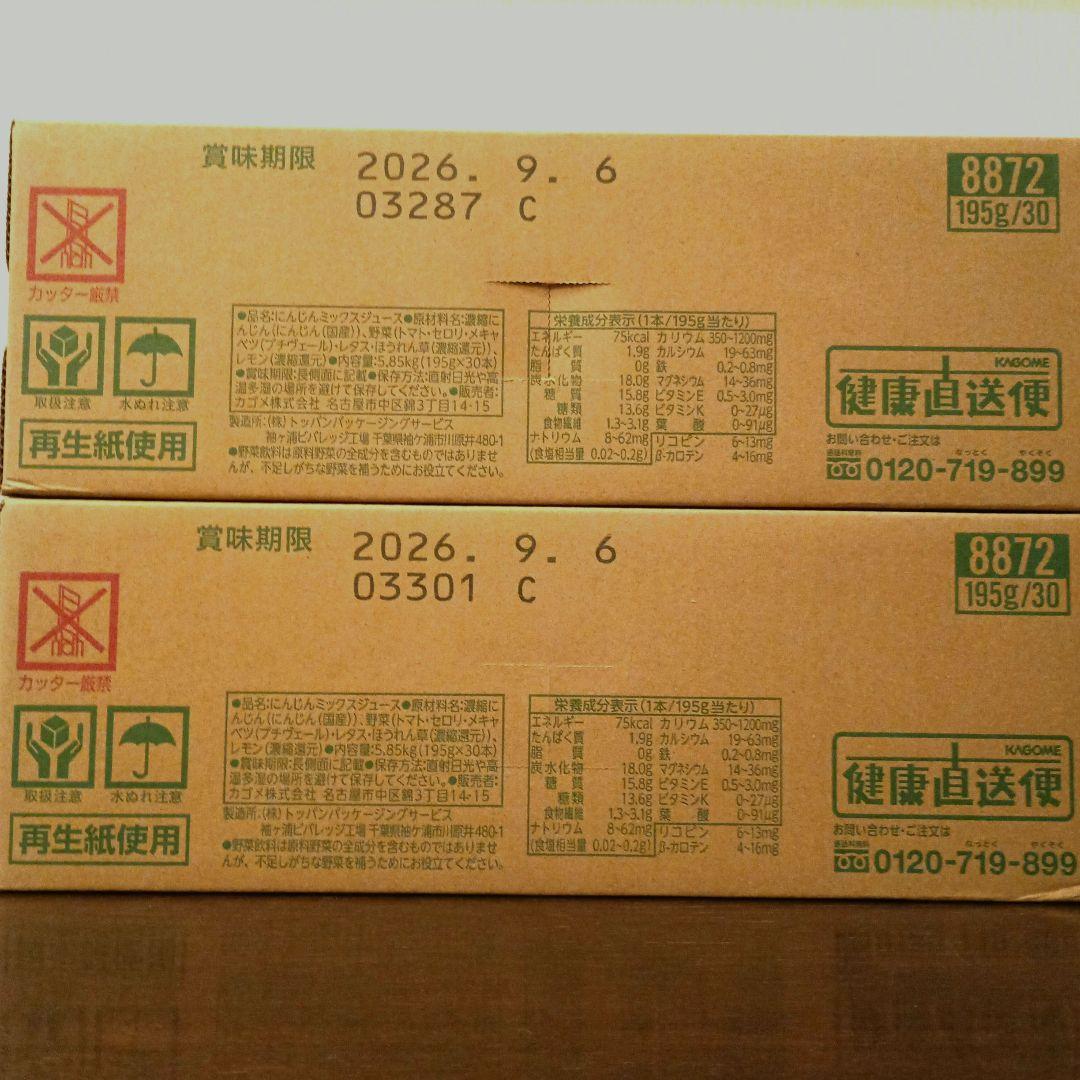 賞味期限
2026. 9. 6
03287 C
8872
195g/30
カッター厳禁
取扱注意
水ぬれ注意
再生紙使用
●品名:にんじんミックスジュース●原材料名:濃縮に
んじん(にんじん(国産))、野菜(トマト・セロリ・メキャ
ベツ(プチヴェール)・レタス・ほうれん草(濃縮還元))、
レモン(濃縮還元)●内容量:5.85kg(195g×30本)
●賞味期限:長側面に記載●保存方法:直射日光や高
温多湿の場所を避けて保存してください。●販売者:
カゴメ株式会社 名古屋市中区錦3丁目14-15
製造所:(株)トッパンパッケージングサービス
袖ヶ浦ビバレッジ工場 千葉県袖ケ浦市川原井480-1
●野菜飲料は原料野菜の全成分を含むものではありませ
んが、不足しがちな野菜を補うためにお役立てください。
栄養成分表示(1本/195g当たり)
エネルギー 75kcal カリウム 350~1200mg
たんぱく質 1.9g カルシウム 19~63mg
脂質 0g 鉄 0.2~0.8mg
炭水化物 18.0g マグネシウム 14~36mg
糖質 15.8g ビタミンE 0.5~3.0mg
糖類 13.6g ビタミンK 0~27μg
食物繊維 1.3~3.1g 葉酸 0~91μg
ナトリウム 8~62mg リコピン 6~13mg
(食塩相当量 0.02~0.2g) β-カロテン 4~16mg
KAGOME
健康直送便
お問い合わせ・ご注文は
なっとく やくそく
通話料無料 0120-719-899
賞味期限
2026. 9. 6
03301 C
8872
195g/30
カッター厳禁
取扱注意
水ぬれ注意
再生紙使用
●品名:にんじんミックスジュース●原材料名:濃縮に
んじん(にんじん(国産))、野菜(トマト・セロリ・メキャ
ベツ(プチヴェール)・レタス・ほうれん草(濃縮還元))、
レモン(濃縮還元)●内容量:5.85kg(195g×30本)
●賞味期限:長側面に記載●保存方法:直射日光や高
温多湿の場所を避けて保存してください。●販売者:
カゴメ株式会社 名古屋市中区錦3丁目14-15
製造所:(株)トッパンパッケージングサービス
袖ヶ浦ビバレッジ工場 千葉県袖ケ浦市川原井480-1
●野菜飲料は原料野菜の全成分を含むものではありませ
んが、不足しがちな野菜を補うためにお役立てください。
栄養成分表示(1本/195g当たり)
エネルギー 75kcal カリウム 350~1200mg
たんぱく質 1.9g カルシウム 19~63mg
脂質 0g 鉄 0.2~0.8mg
炭水化物 18.0g マグネシウム 14~36mg
糖質 15.8g ビタミンE 0.5~3.0mg
糖類 13.6g ビタミンK 0~27μg
食物繊維 1.3~3.1g 葉酸 0~91μg
ナトリウム 8~62mg リコピン 6~13mg
(食塩相当量 0.02~0.2g) β-カロテン 4~16mg
KAGOME
健康直送便
お問い合わせ・ご注文は
なっとく やくそく
通話料無料 0120-719-899